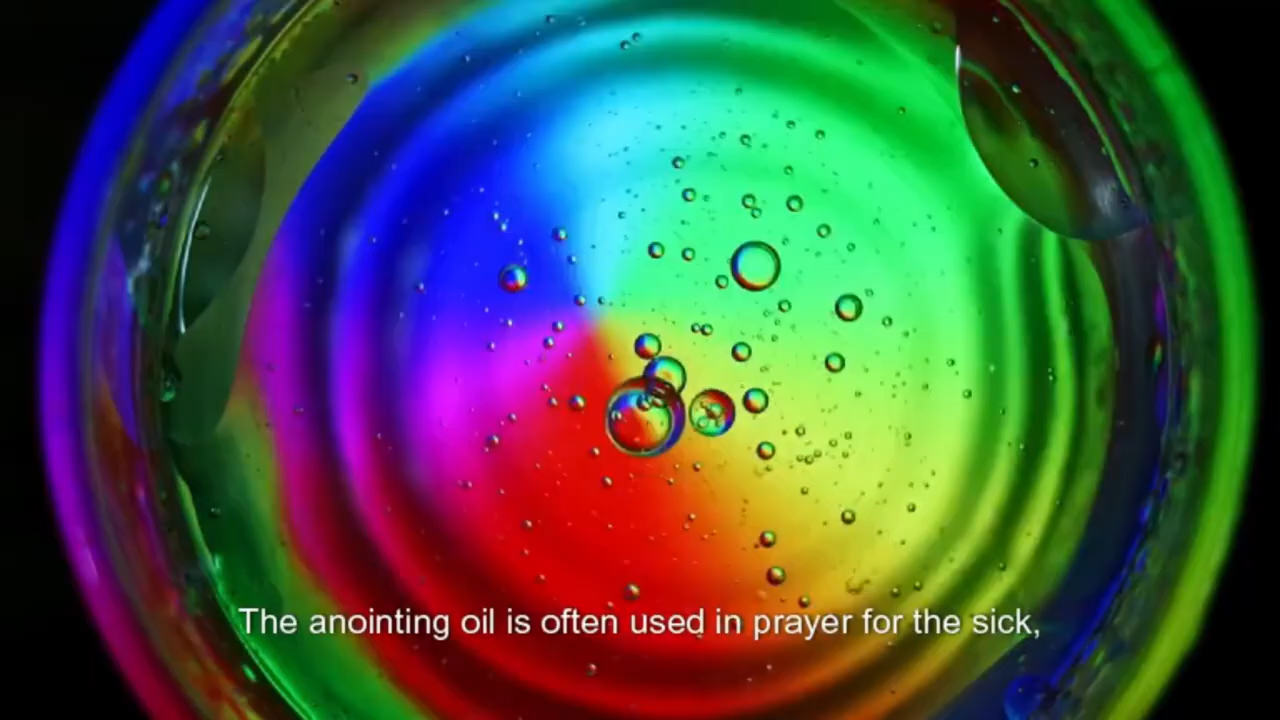 The anointing oil is often used in prayer for the sick,